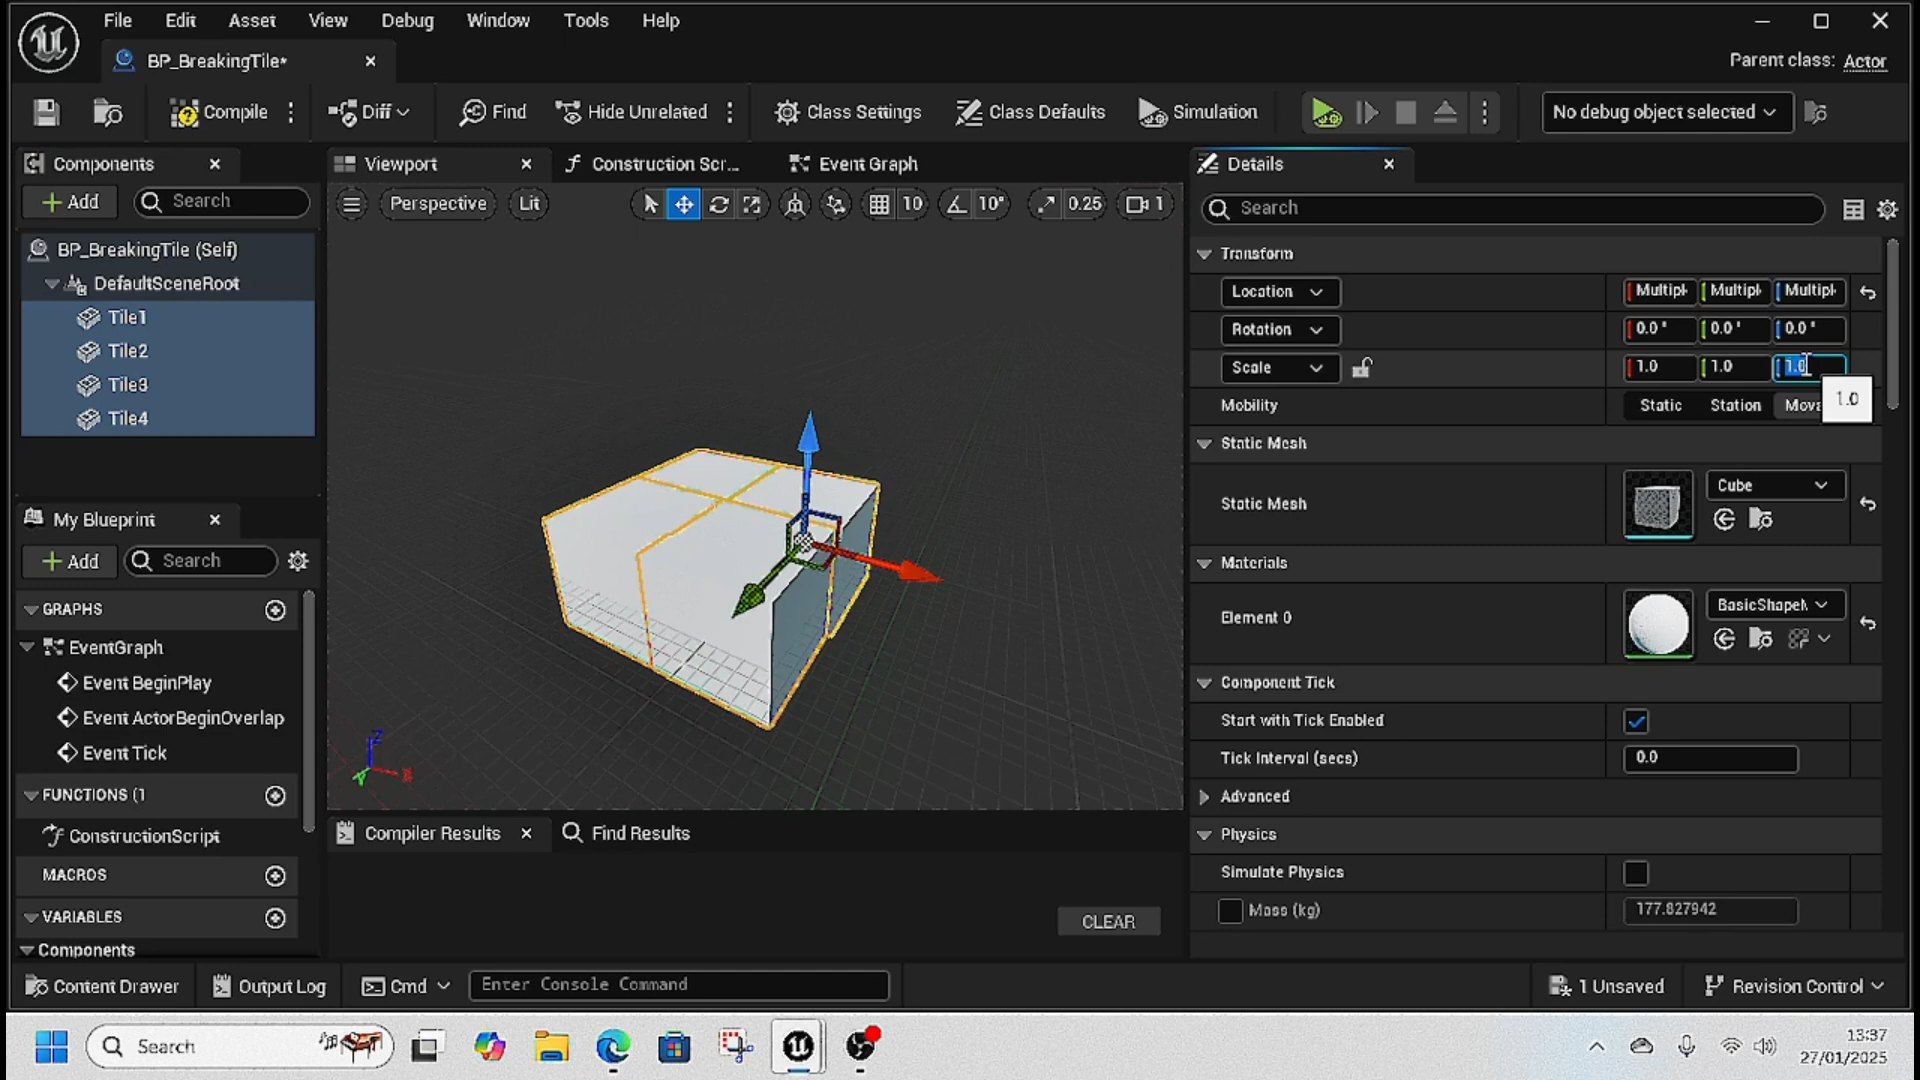 File Edit Asset View Debug Window Tools Help
BP_BreakingTile*
Parent class: Actor
Compile Diff Find Hide Unrelated Class Settings Class Defaults Simulation No debug object selected
Components Viewport Construction Scr... Event Graph Details
Add Search Perspective Lit 10 10° 0.25 1 Search
BP_BreakingTile (Self)
DefaultSceneRoot
Tile1
Tile2
Tile3
Tile4
Transform
Location Multipl Multipl Multipl
Rotation 0.0 ° 0.0 ° 0.0 °
Scale 1.0 1.0 1.0
1.0
Mobility Static Station Mova
Static Mesh
Static Mesh Cube
Materials
Element 0 BasicShapeM
Component Tick
Start with Tick Enabled
Tick Interval (secs) 0.0
Advanced
Physics
Simulate Physics
Mass (kg) 177.827942
My Blueprint
Add Search
GRAPHS
EventGraph
Event BeginPlay
Event ActorBeginOverlap
Event Tick
FUNCTIONS (1
ConstructionScript
MACROS
VARIABLES
Components
Z
X
Y
Compiler Results Find Results
CLEAR
Content Drawer Output Log Cmd Enter Console Command 1 Unsaved Revision Control
Search
13:37
27/01/2025